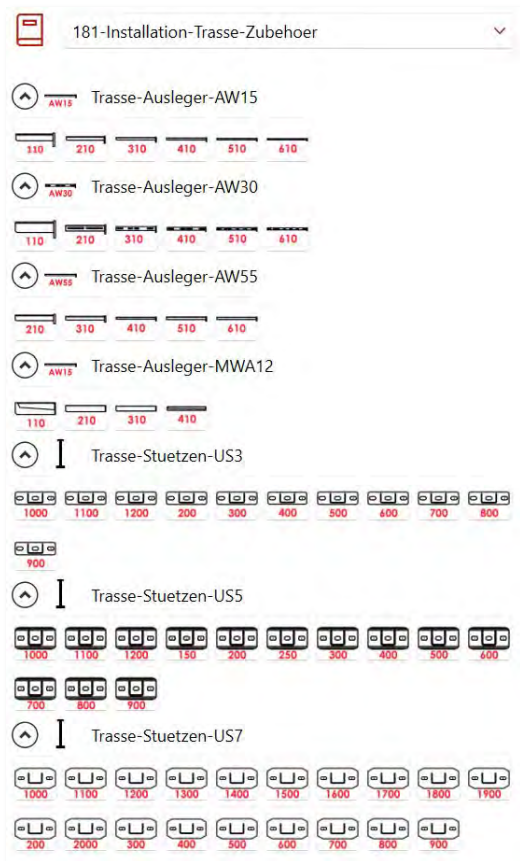 181-Installation-Trasse-Zubehoer
AW15 Trasse-Ausleger-AW15
110 210 310 410 510 610
AW30 Trasse-Ausleger-AW30
110 210 310 410 510 610
AW55 Trasse-Ausleger-AW55
210 310 410 510 610
AW15 Trasse-Ausleger-MWA12
110 210 310 410
Trasse-Stuetzen-US3
1000 1100 1200 200 300 400 500 600 700 800
900
Trasse-Stuetzen-US5
1000 1100 1200 150 200 250 300 400 500 600
700 800 900
Trasse-Stuetzen-US7
1000 1100 1200 1300 1400 1500 1600 1700 1800 1900
200 2000 300 400 500 600 700 800 900